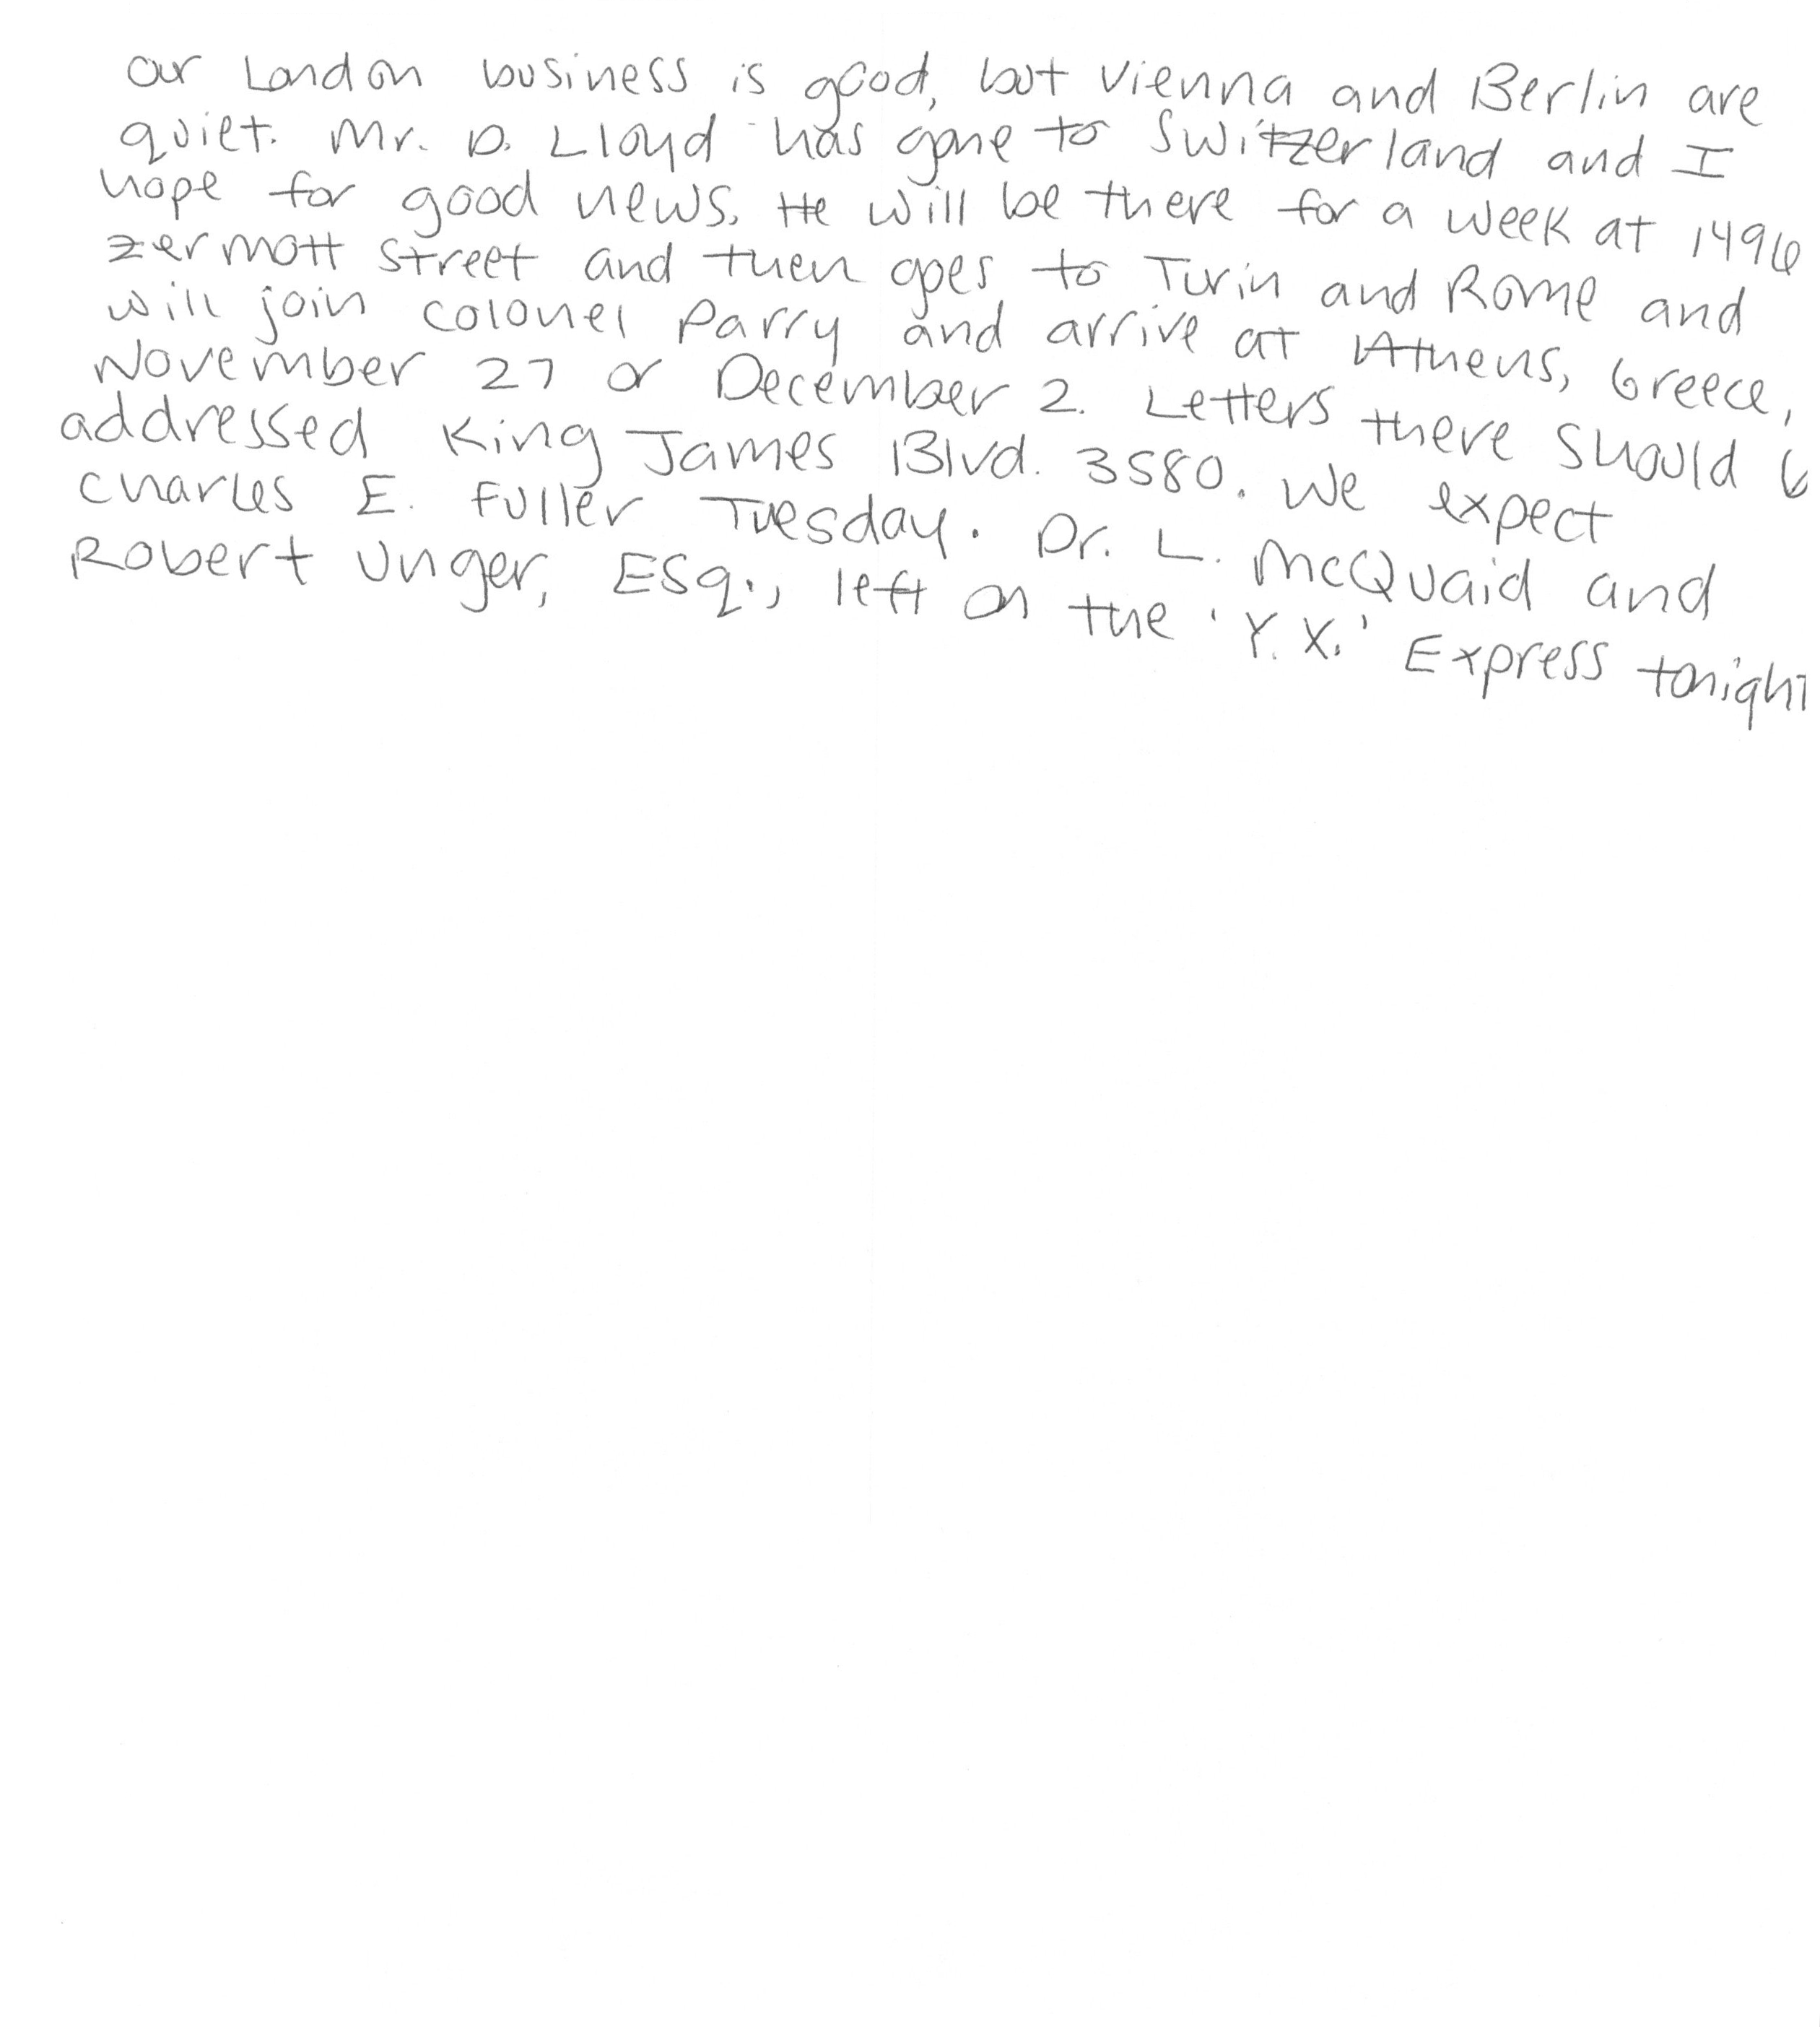 Our London business is good, but Vienna and Berlin are
quiet. Mr. D. Lloyd has gone to Switzerland and I
hope for good news. He will be there for a week at 1496
Zermott Street and then goes to Turin and Rome and
will join Colonel Parry and arrive at Athens, Greece,
November 27 or December 2. Letters there should b
addressed King James Blvd. 3580. We expect
Charles E. Fuller Tuesday. Dr. L. McQuaid and
Robert Unger, Esq., left on the 'Y.X.' Express tonight